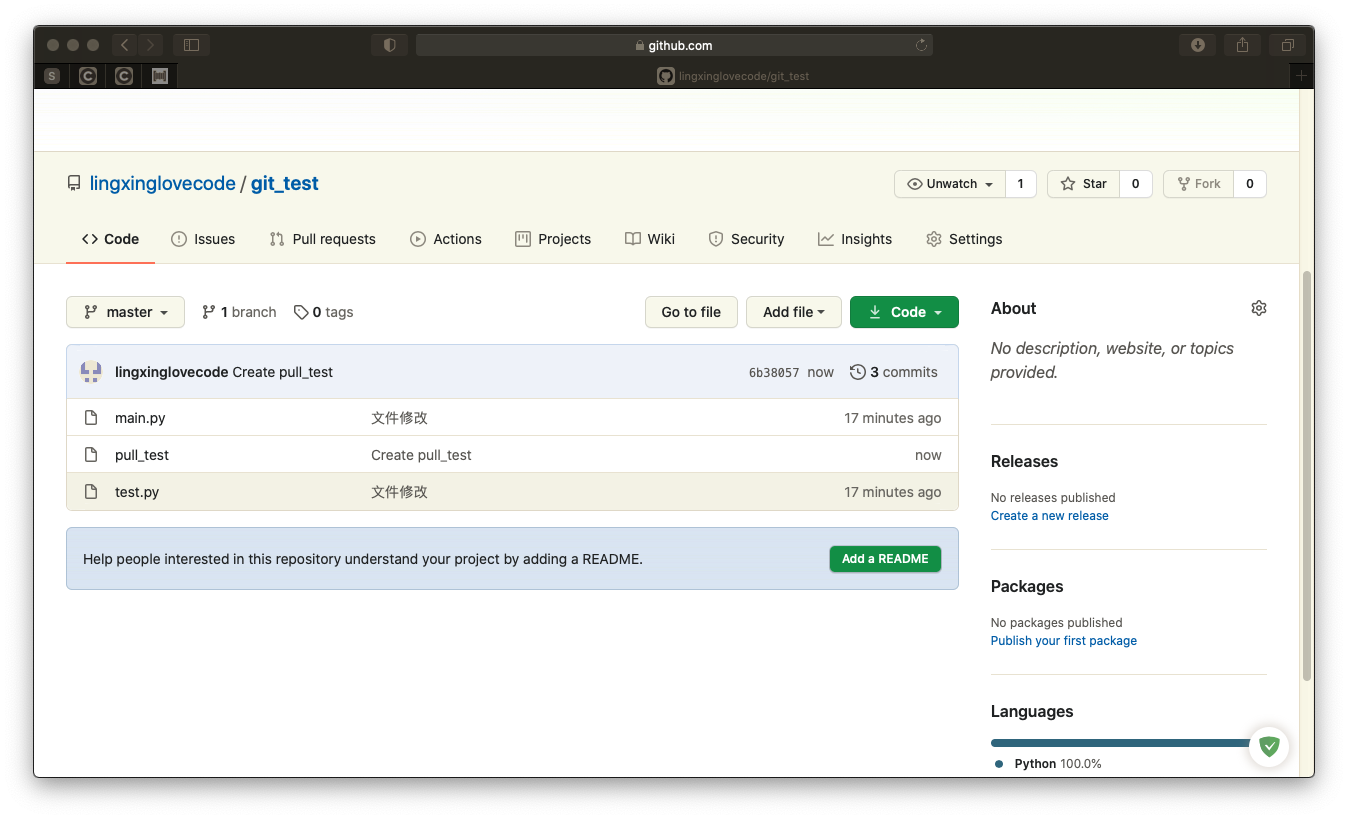 github.com
S
lingxinglovecode/git_test
lingxinglovecode / git_test
Unwatch 1 Star 0 Fork 0
Code Issues Pull requests Actions Projects Wiki Security Insights Settings
master 1 branch 0 tags Go to file Add file Code
lingxinglovecode Create pull_test 6b38057 now 3 commits
main.py 文件修改 17 minutes ago
pull_test Create pull_test now
test.py 文件修改 17 minutes ago
Help people interested in this repository understand your project by adding a README. Add a README
About
No description, website, or topics
provided.
Releases
No releases published
Create a new release
Packages
No packages published
Publish your first package
Languages
Python 100.0%